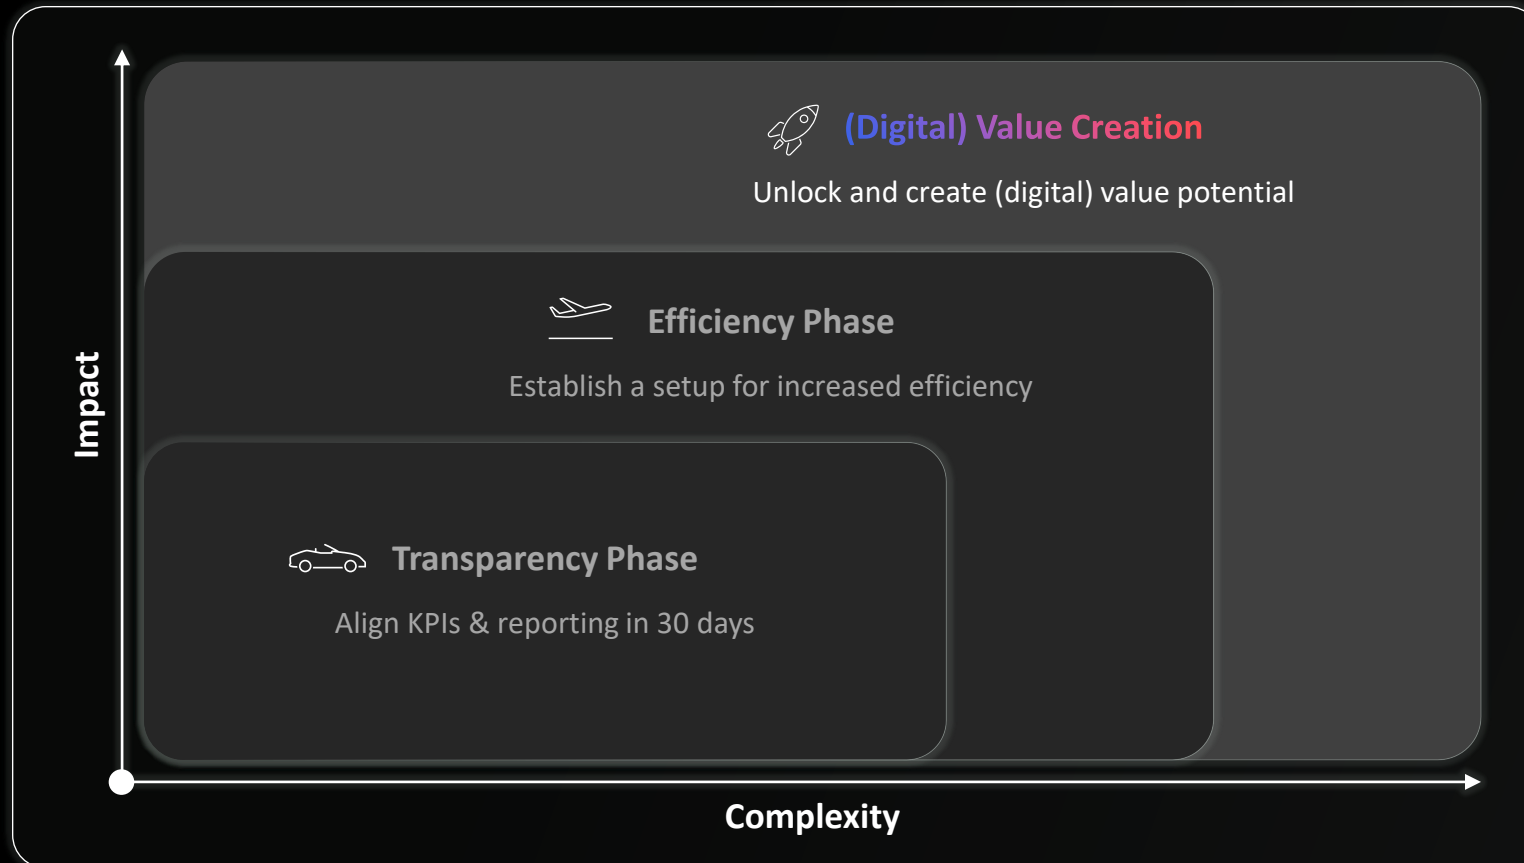 (Digital) Value Creation
Unlock and create (digital) value potential
Efficiency Phase
Establish a setup for increased efficiency
Impact
Transparency Phase
Align KPIs & reporting in 30 days
Complexity